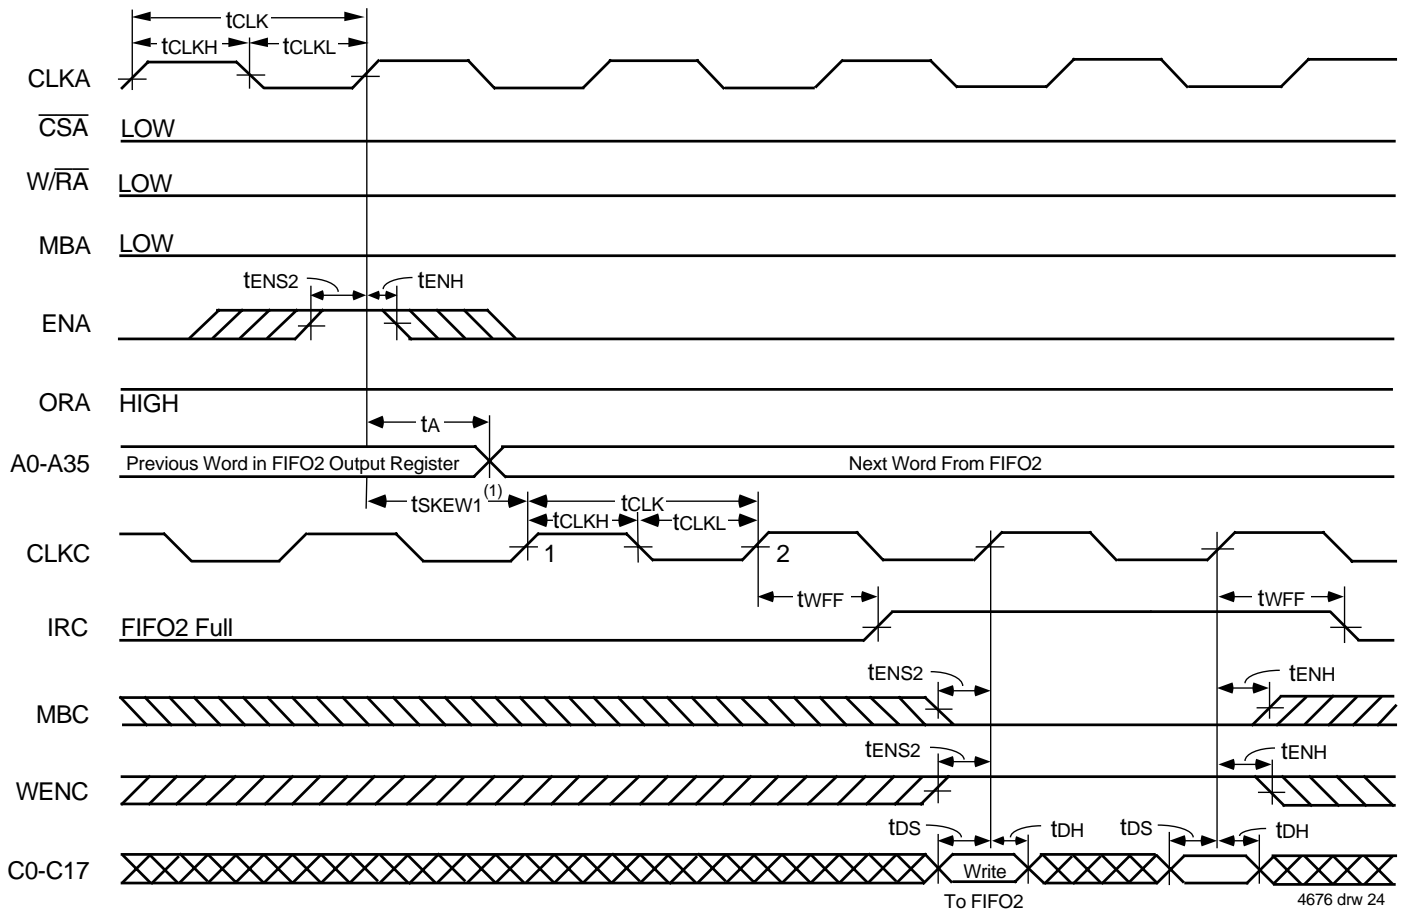 tCLK
tCLKH tCLKL
CLKA
CSA LOW
W/RA LOW
MBA LOW
tENS2 tENH
ENA
ORA HIGH
tA
A0-A35 Previous Word in FIFO2 Output Register Next Word From FIFO2
tSKEW1(1) tCLK
tCLKH tCLKL
CLKC 1 2
tWFF tWFF
IRC FIFO2 Full
tENS2 tENH
MBC
tENS2 tENH
WENC
tDS tDH tDS tDH
C0-C17 Write
To FIFO2 4676 drw 24